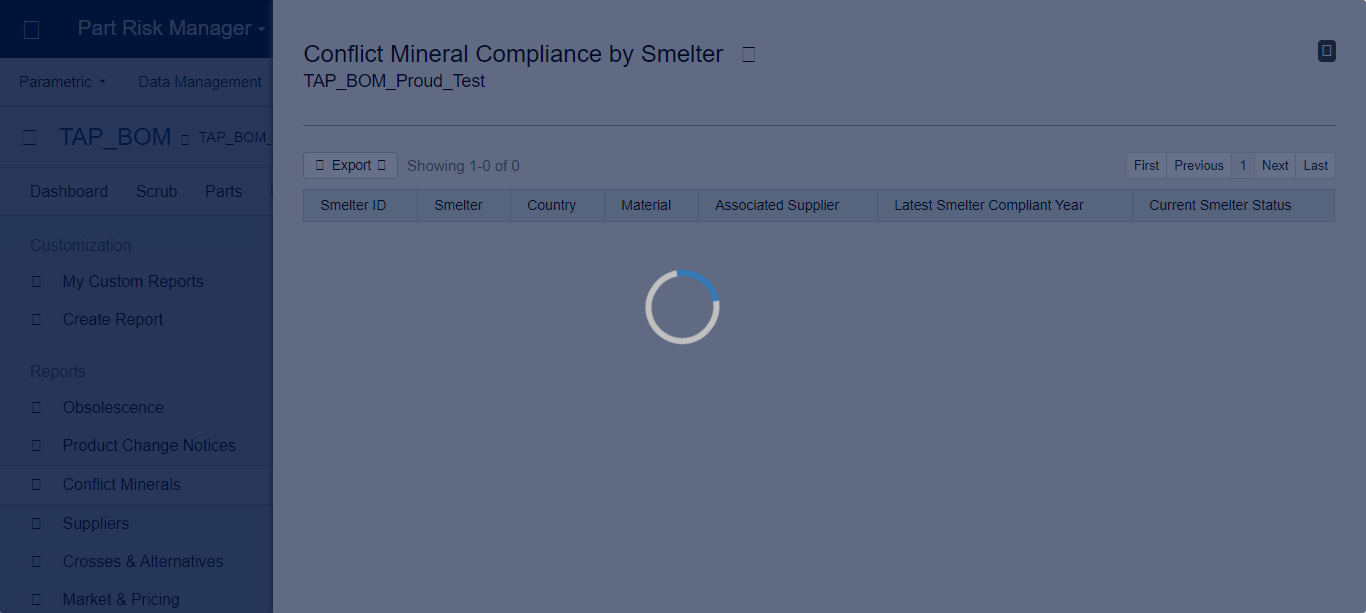 Part Risk Manager
Parametric
Data Management
TAP_BOM
TAP_BOM_
Dashboard
Scrub
Parts
Customization
My Custom Reports
Create Report
Reports
Obsolescence
Product Change Notices
Conflict Minerals
Suppliers
Crosses & Alternatives
Market & Pricing
Conflict Mineral Compliance by Smelter
TAP_BOM_Proud_Test
Export
Showing 1-0 of 0
First Previous 1 Next Last
Smelter ID Smelter Country Material Associated Supplier Latest Smelter Compliant Year Current Smelter Status